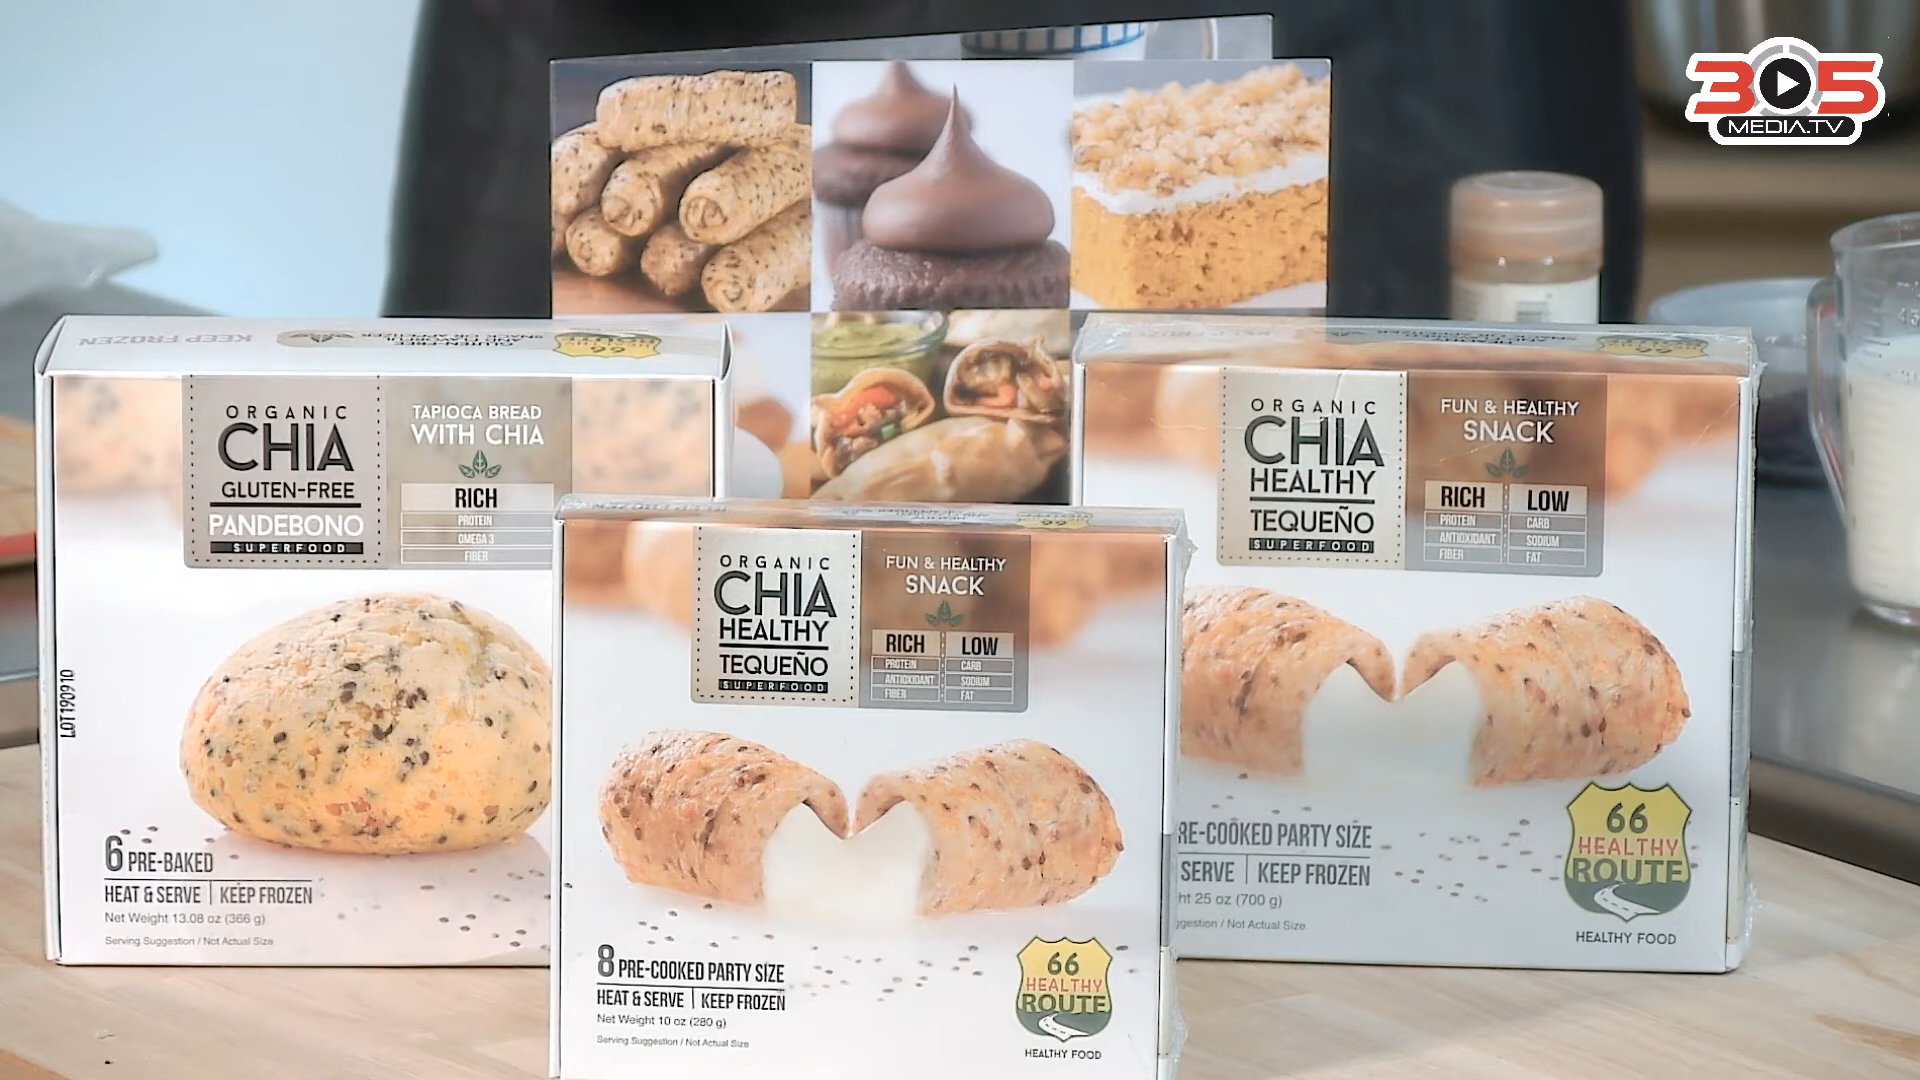 305
MEDIA.TV
KEEP FROZEN
GLUTEN-FREE
SNACK OR APPETIZER
ORGANIC
CHIA
GLUTEN-FREE
PANDEBONO
SUPERFOOD
TAPIOCA BREAD
WITH CHIA
RICH
PROTEIN
OMEGA 3
FIBER
LOT190910
6 PRE-BAKED
HEAT & SERVE | KEEP FROZEN
Net Weight 13.08 oz (366 g)
Serving Suggestion / Not Actual Size
ORGANIC
CHIA
HEALTHY
TEQUEÑO
SUPERFOOD
FUN & HEALTHY
SNACK
RICH
PROTEIN
ANTIOXIDANT
FIBER
LOW
CARB
SODIUM
FAT
8 PRE-COOKED PARTY SIZE
HEAT & SERVE | KEEP FROZEN
Net Weight 10 oz (280 g)
Serving Suggestion / Not Actual Size
66
HEALTHY
ROUTE
HEALTHY FOOD
ORGANIC
CHIA
HEALTHY
TEQUEÑO
SUPERFOOD
FUN & HEALTHY
SNACK
RICH
PROTEIN
ANTIOXIDANT
FIBER
LOW
CARB
SODIUM
FAT
RE-COOKED PARTY SIZE
SERVE | KEEP FROZEN
ht 25 oz (700 g)
ggestion / Not Actual Size
66
HEALTHY
ROUTE
HEALTHY FOOD